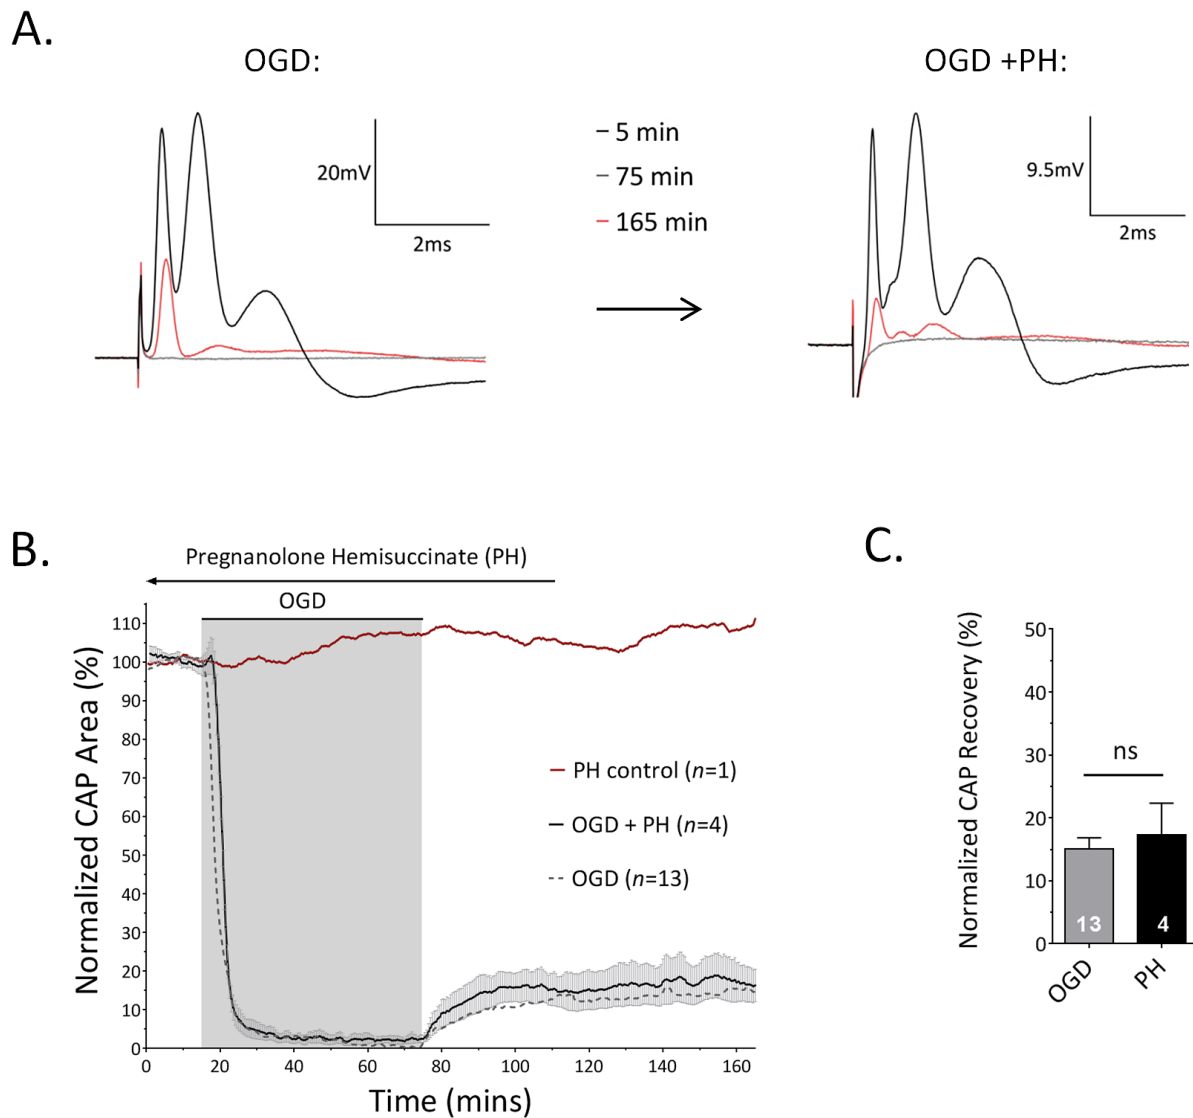 A.
OGD:
OGD +PH:
5 min
75 min
165 min
20mV
2ms
9.5mV
2ms
B.
Pregnanolone Hemisuccinate (PH)
OGD
Normalized CAP Area (%)
110
100
90
80
70
60
50
40
30
20
10
0
PH control (n=1)
OGD + PH (n=4)
OGD (n=13)
0 20 40 60 80 100 120 140 160
Time (mins)
C.
Normalized CAP Recovery (%)
50
40
30
20
10
0
ns
13 4
OGD PH